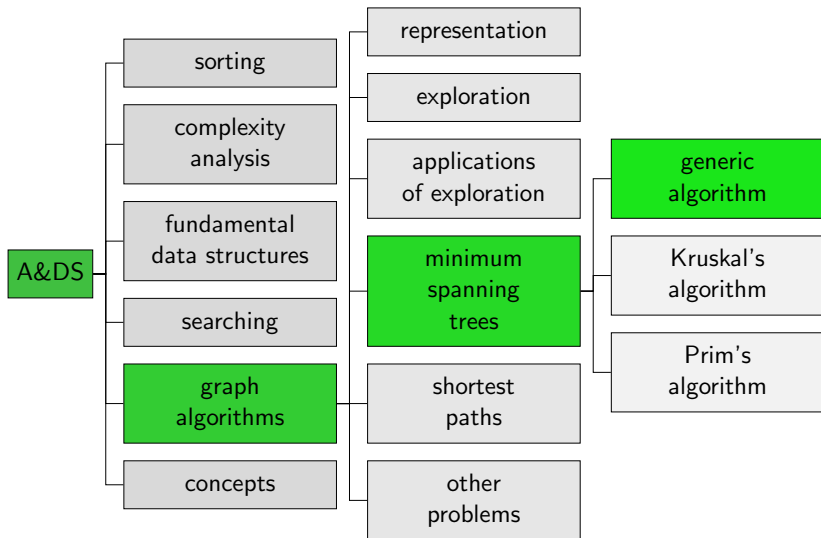 A&DS
sorting
complexity
analysis
fundamental
data structures
searching
graph
algorithms
concepts
representation
exploration
applications
of exploration
minimum
spanning
trees
shortest
paths
other
problems
generic
algorithm
Kruskal's
algorithm
Prim's
algorithm